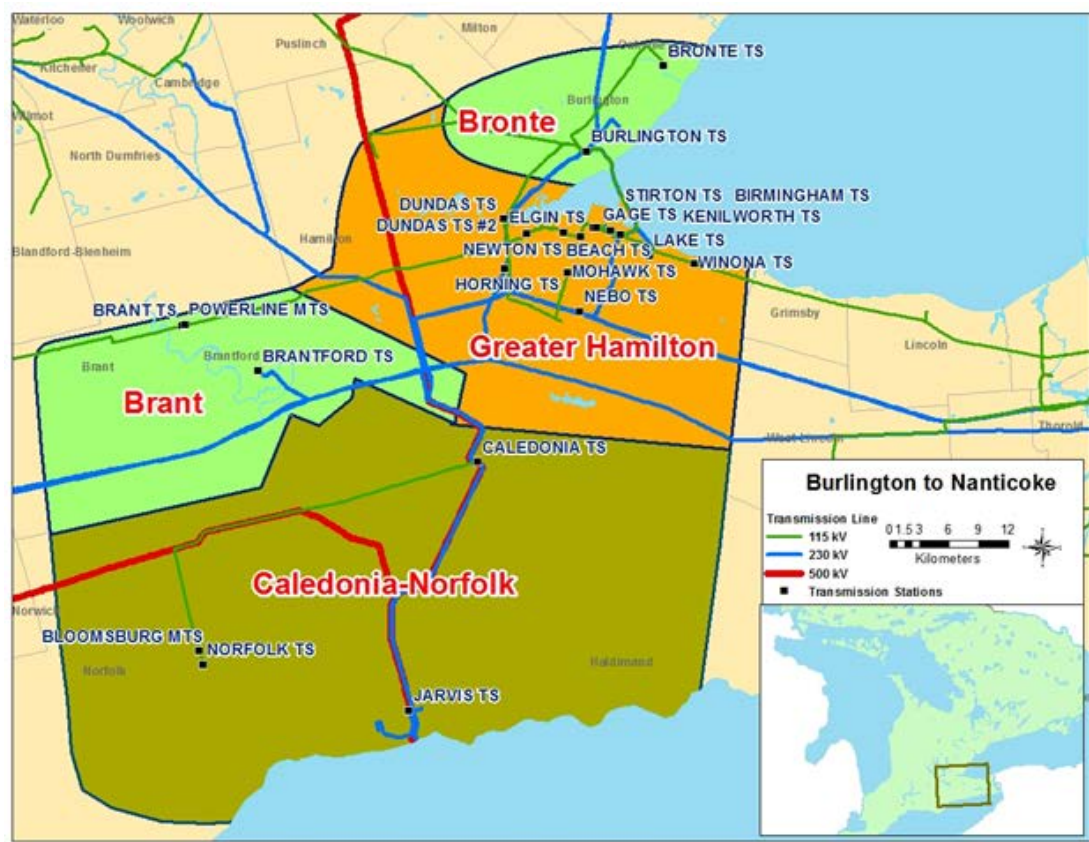 Waterloo
Woolwich
Puslinch
Milton
BRONTE TS
Kitchener
Cambridge
Burlington
Wilmot
Bronte
BURLINGTON TS
North Dumfries
STIRTON TS BIRMINGHAM TS
DUNDAS TS
ELGIN TS
GAGE TS
KENILWORTH TS
DUNDAS TS #2
Hamilton
LAKE TS
Blandford-Blenheim
NEWTON TS
BEACH TS
WINONA TS
MOHAWK TS
HORNING TS
NEBO TS
BRANT TS
POWERLINE MTS
Grimsby
Lincoln
Greater Hamilton
Brantford
BRANTFORD TS
Brant
Brant
Thorold
West Lincoln
CALEDONIA TS
Burlington to Nanticoke
Transmission Line
115 kV
230 kV
500 kV
Transmission Stations
0 1.5 3 6 9 12
Kilometers
Caledonia-Norfolk
Norwich
BLOOMSBURG MTS
NORFOLK TS
Norfolk
Haldimand
JARVIS TS